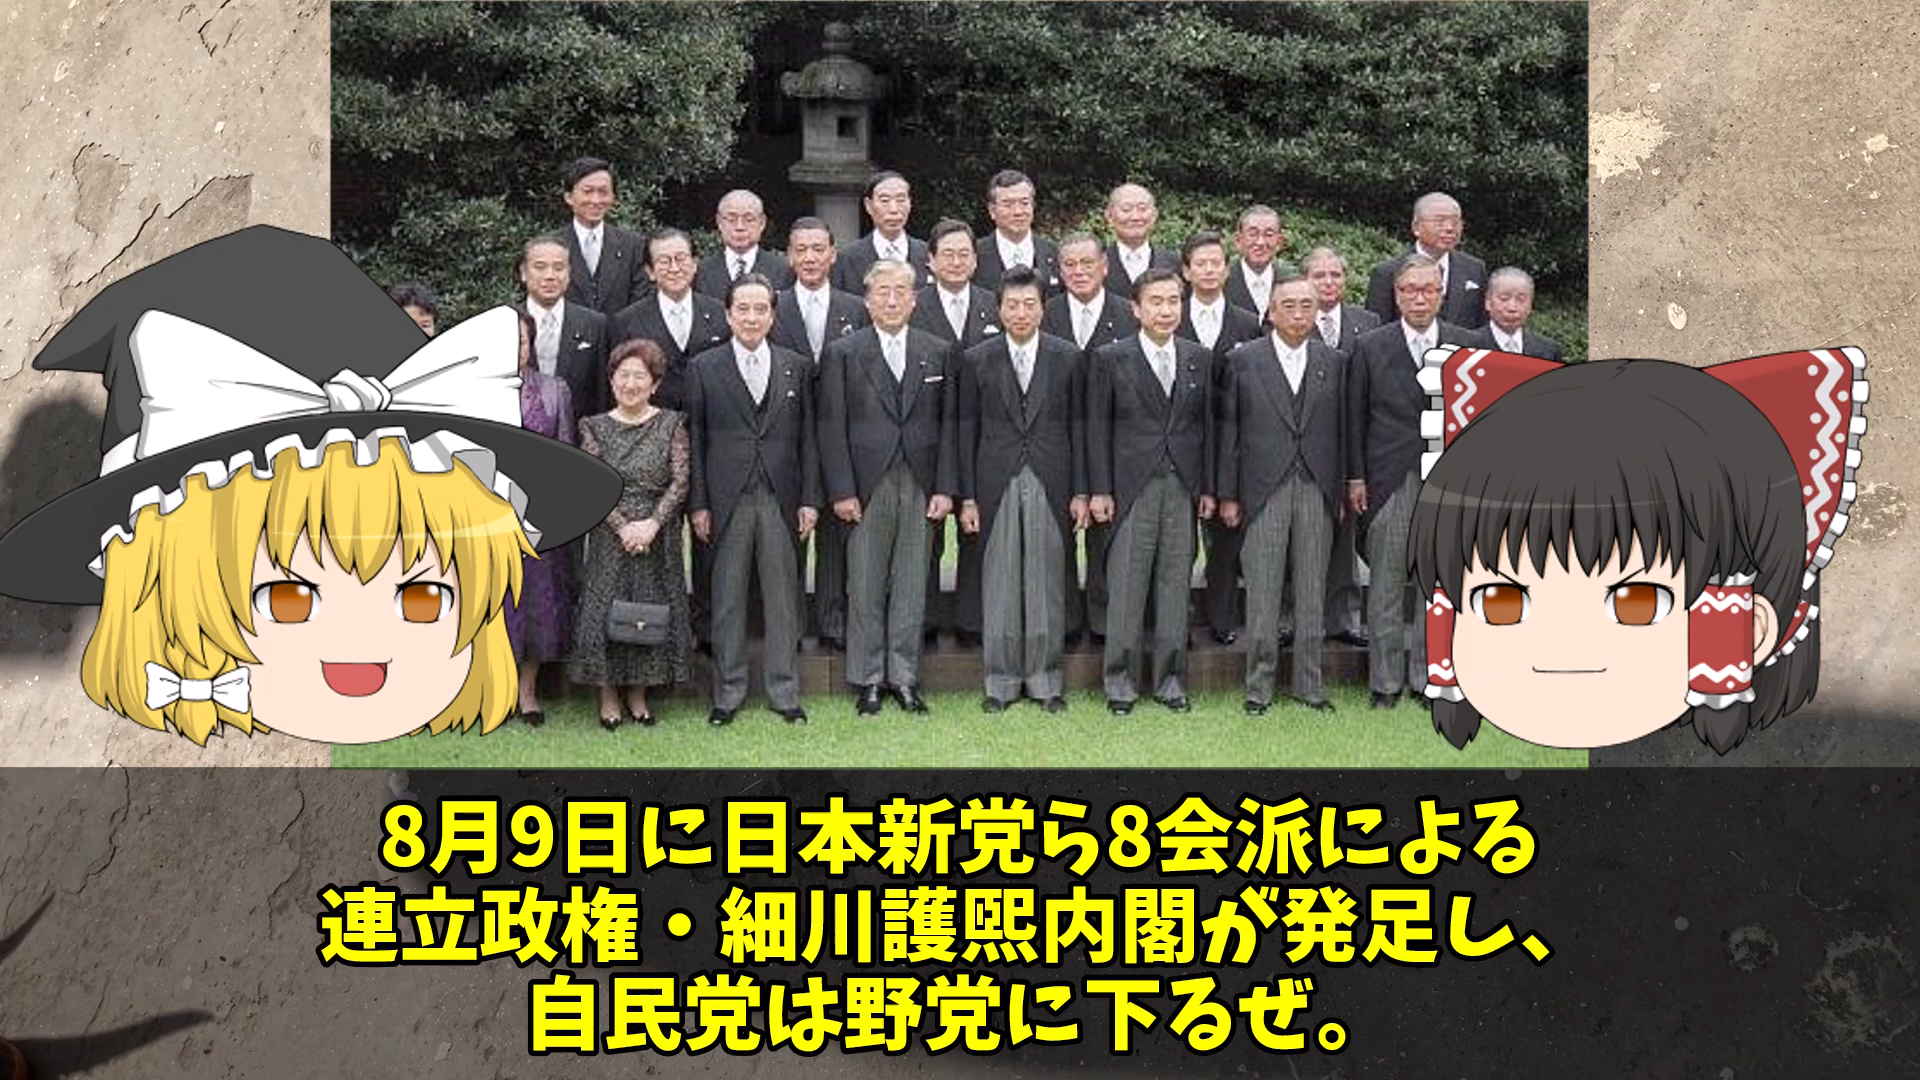 8月9日に日本新党ら8会派による
連立政権・細川護熙内閣が発足し、
自民党は野党に下るぜ。